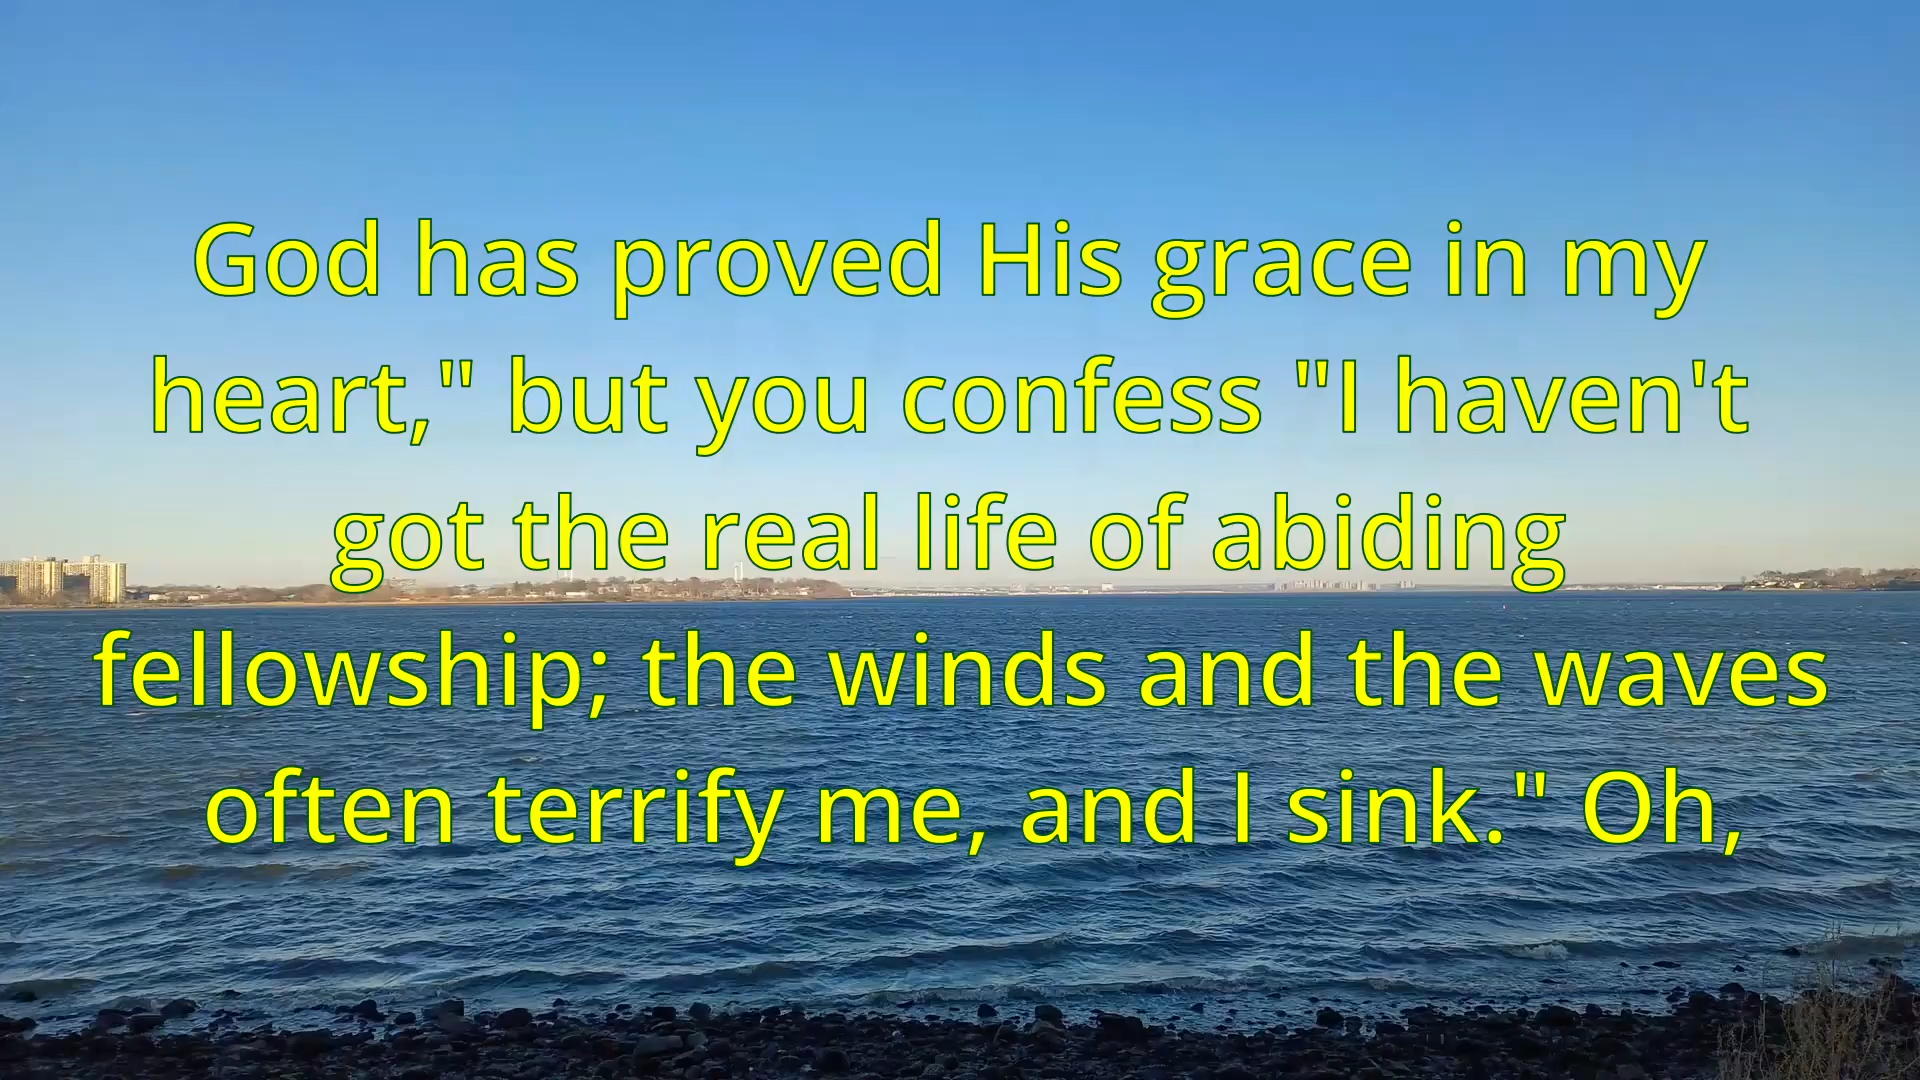 God has proved His grace in my
heart," but you confess "I haven't
got the real life of abiding
fellowship; the winds and the waves
often terrify me, and I sink." Oh,